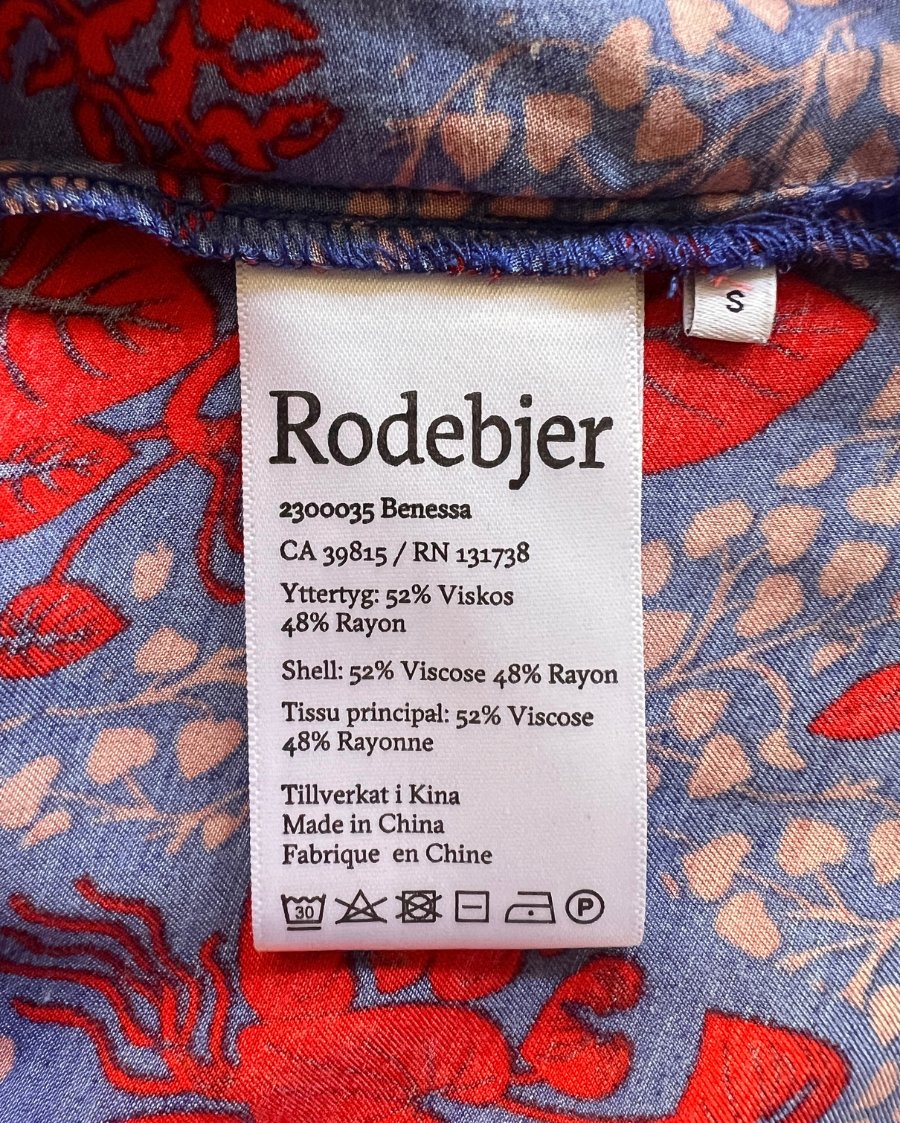 S
Rodebjer
2300035 Benessa
CA 39815 / RN 131738
Yttertyg: 52% Viskos
48% Rayon
Shell: 52% Viscose 48% Rayon
Tissu principal: 52% Viscose
48% Rayonne
Tillverkat i Kina
Made in China
Fabrique en Chine
30
P